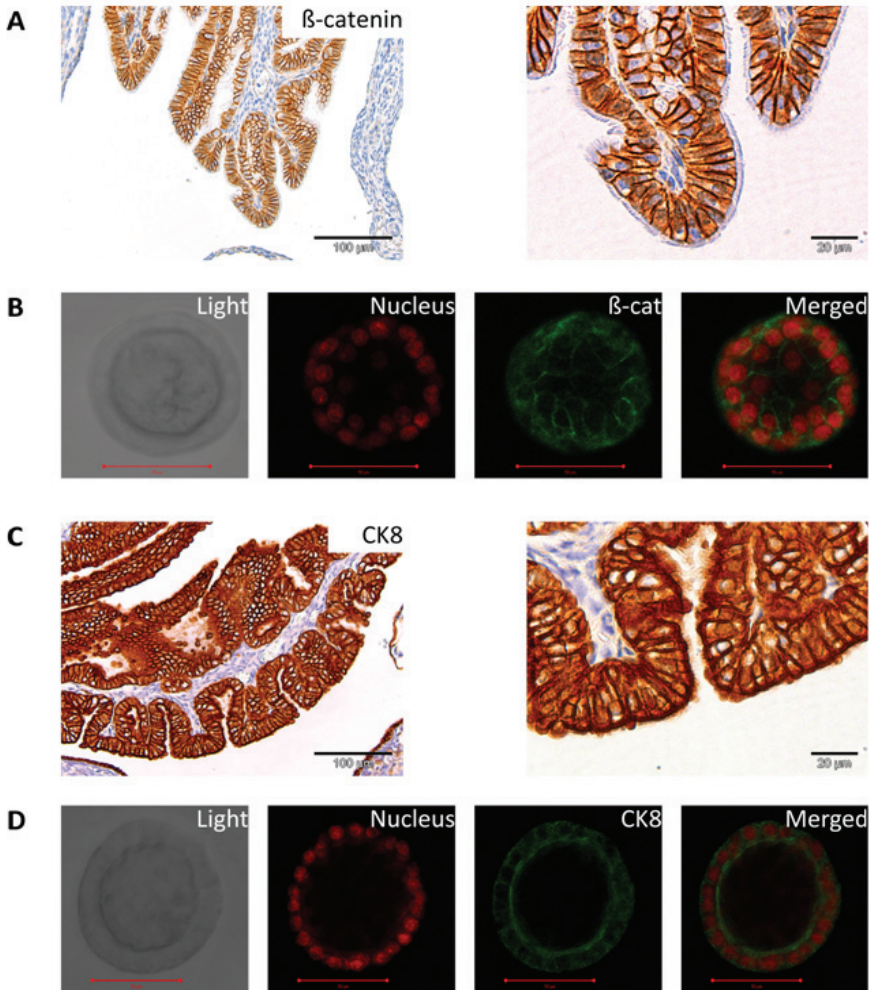 A
ß-catenin
100 µm
20 µm
B
Light
Nucleus
ß-cat
Merged
C
CK8
100 µm
20 µm
D
Light
Nucleus
CK8
Merged